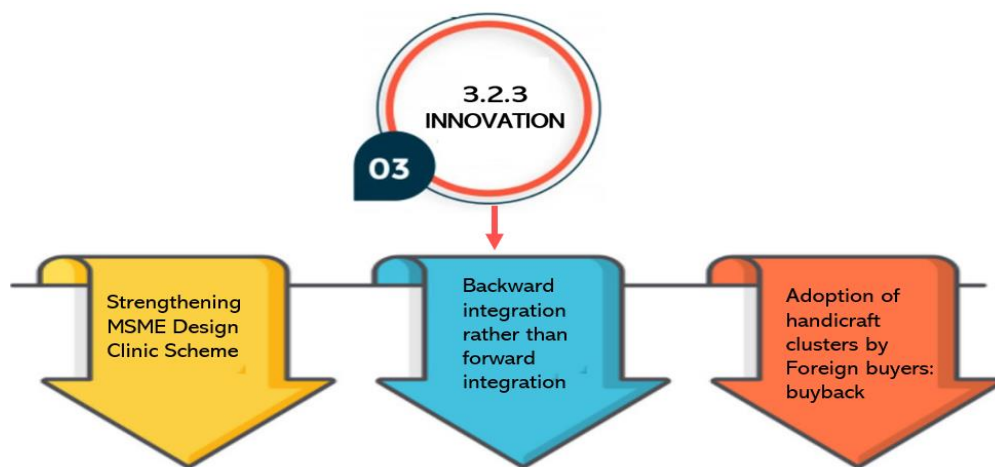 3.2.3
INNOVATION
03
Strengthening
MSME Design
Clinic Scheme
Backward
integration
rather than
forward
integration
Adoption of
handicraft
clusters by
Foreign buyers:
buyback